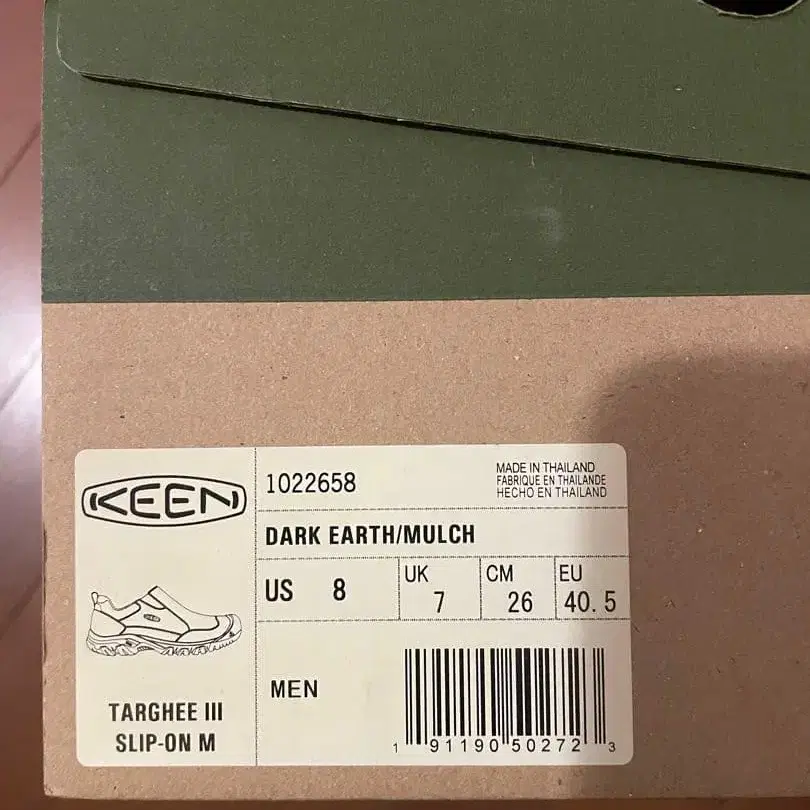 KEEN
1022658
MADE IN THAILAND
FABRIQUE EN THAILANDE
HECHO EN THAILAND
DARK EARTH/MULCH
US 8
UK 7
CM 26
EU 40.5
MEN
TARGHEE III
SLIP-ON M
1 91190 50272 3